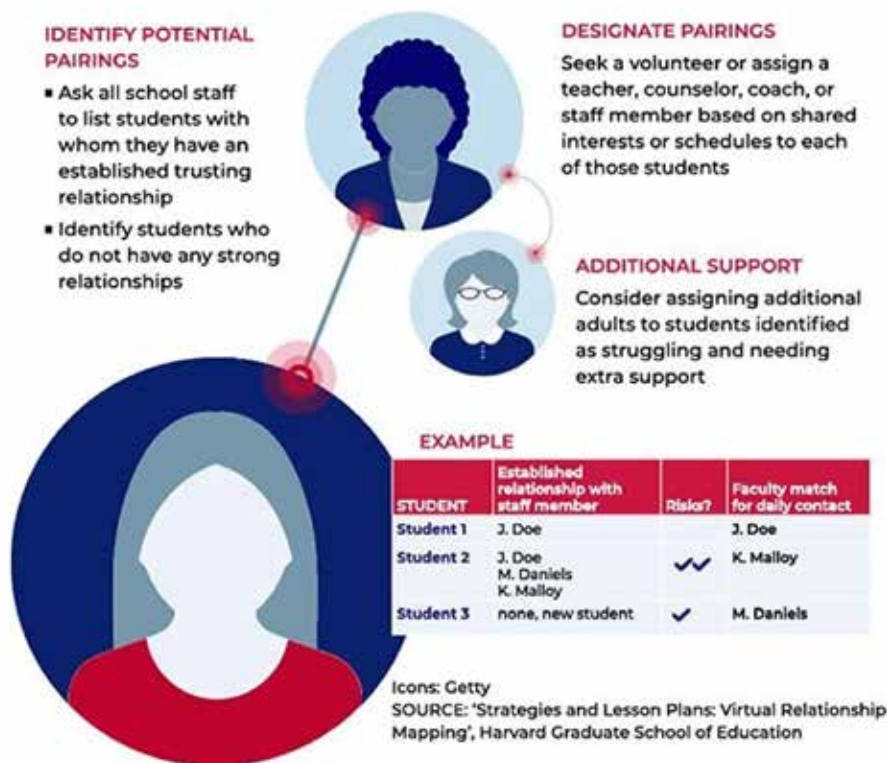 IDENTIFY POTENTIAL
PAIRINGS
▪ Ask all school staff
to list students with
whom they have an
established trusting
relationship
▪ Identify students who
do not have any strong
relationships
DESIGNATE PAIRINGS
Seek a volunteer or assign a
teacher, counselor, coach, or
staff member based on shared
interests or schedules to each
of those students
ADDITIONAL SUPPORT
Consider assigning additional
adults to students identified
as struggling and needing
extra support
EXAMPLE
STUDENT Established relationship with staff member Risks? Faculty match for daily contact
Student 1 J. Doe J. Doe
Student 2 J. Doe ✓✓ K. Malloy
M. Daniels
K. Malloy
Student 3 none, new student ✓ M. Daniels
Icons: Getty
SOURCE: 'Strategies and Lesson Plans: Virtual Relationship
Mapping', Harvard Graduate School of Education